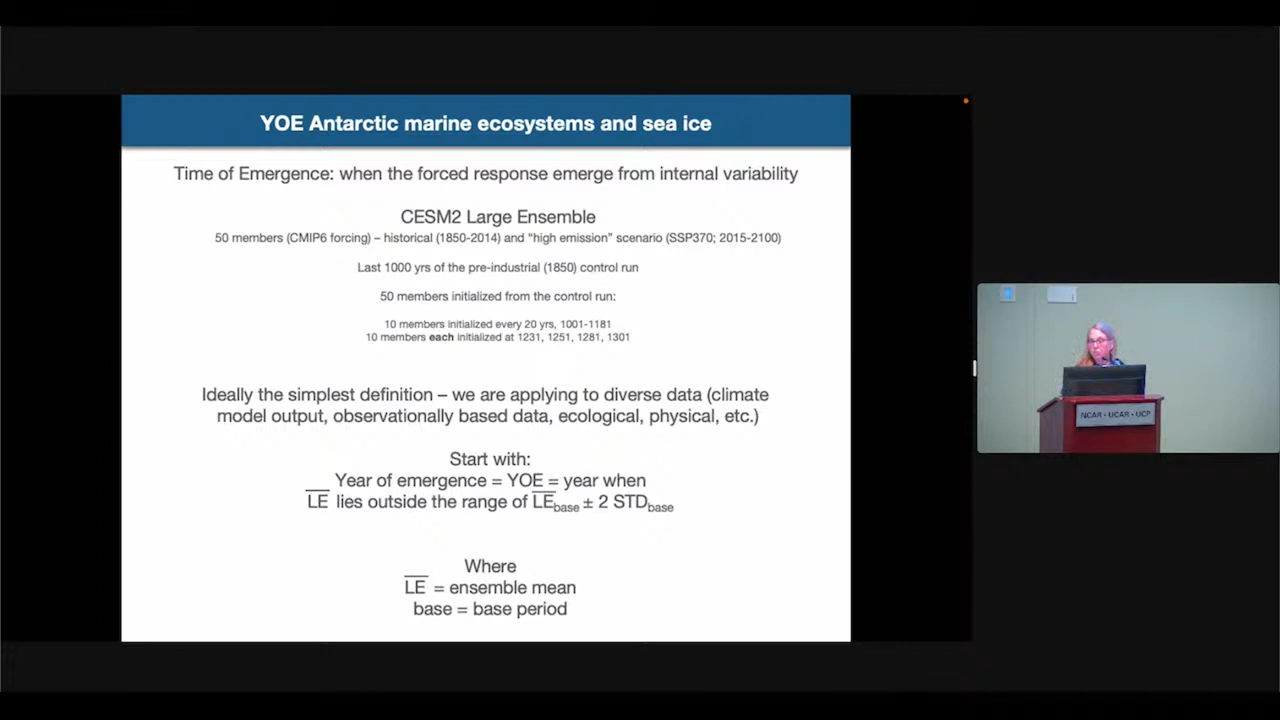 YOE Antarctic marine ecosystems and sea ice
Time of Emergence: when the forced response emerge from internal variability
CESM2 Large Ensemble
50 members (CMIP6 forcing) – historical (1850-2014) and “high emission” scenario (SSP370; 2015-2100)
Last 1000 yrs of the pre-industrial (1850) control run
50 members initialized from the control run:
10 members initialized every 20 yrs, 1001-1181
10 members each initialized at 1231, 1251, 1281, 1301
Ideally the simplest definition – we are applying to diverse data (climate
model output, observationally based data, ecological, physical, etc.)
Start with:
Year of emergence = YOE = year when
L̅E̅ lies outside the range of L̅E̅base ± 2 STDbase
Where
L̅E̅ = ensemble mean
base = base period
NCAR • UCAR • UCP